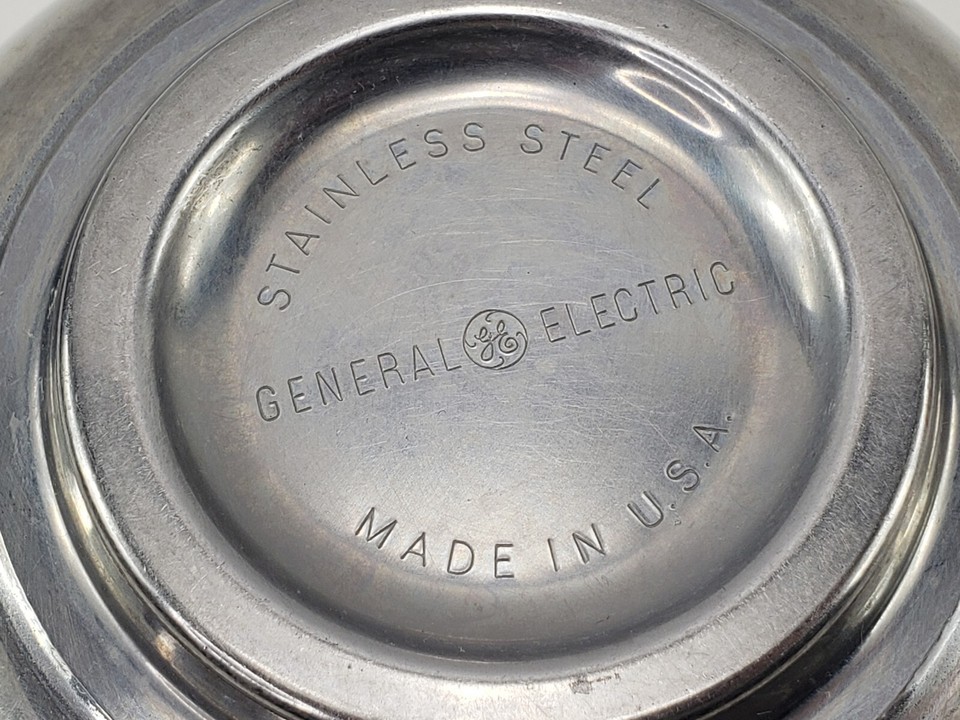 STAINLESS STEEL
GENERAL GE ELECTRIC
MADE IN U.S.A.